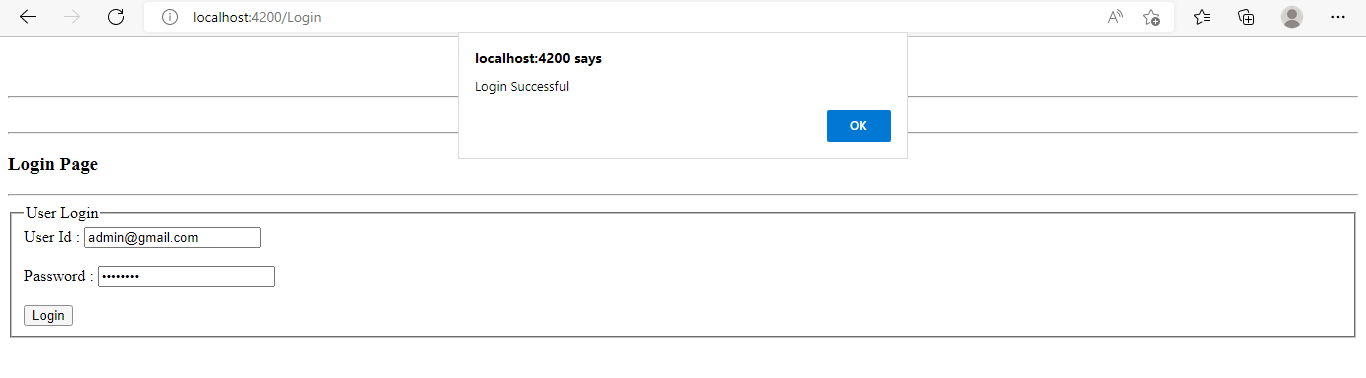 localhost:4200/Login
localhost:4200 says
Login Successful
OK
Login Page
User Login
User Id : admin@gmail.com
Password : ••••••••
Login